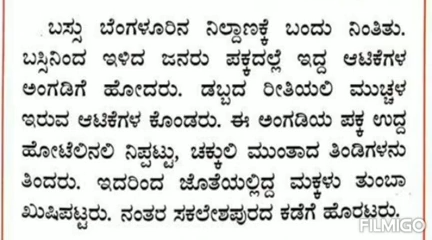 ಬಸ್ಸು ಬೆಂಗಳೂರಿನ ನಿಲ್ದಾಣಕ್ಕೆ ಬಂದು ನಿಂತಿತು.
ಬಸ್ಸಿನಿಂದ ಇಳಿದ ಜನರು ಪಕ್ಕದಲ್ಲೆ ಇದ್ದ ಆಟಿಕೆಗಳ
ಅಂಗಡಿಗೆ ಹೋದರು. ಡಬ್ಬದ ರೀತಿಯಲಿ ಮುಚ್ಚಳ
ಇರುವ ಆಟಿಕೆಗಳ ಕೊಂಡರು. ಈ ಅಂಗಡಿಯ ಪಕ್ಕ ಉದ್ದ
ಹೋಟೆಲಿನಲಿ ನಿಪ್ಪಟ್ಟು, ಚಕ್ಕುಲಿ ಮುಂತಾದ ತಿಂಡಿಗಳನು
ತಿಂದರು. ಇದರಿಂದ ಜೊತೆಯಲ್ಲಿದ್ದ ಮಕ್ಕಳು ತುಂಬಾ
ಖುಷಿಪಟ್ಟರು. ನಂತರ ಸಕಲೇಶಪುರದ ಕಡೆಗೆ ಹೊರಟರು.
FILMIGO